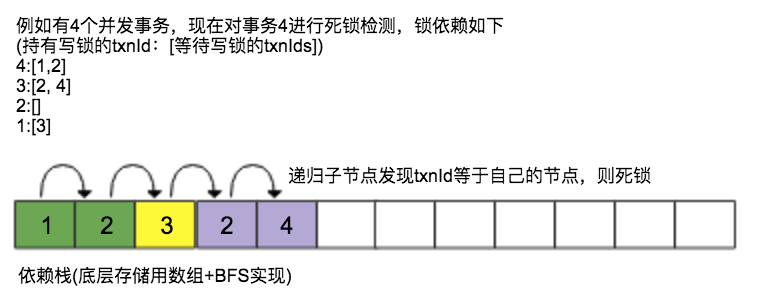 例如有4个并发事务，现在对事务4进行死锁检测，锁依赖如下
(持有写锁的txnId：[等待写锁的txnIds])
4:[1,2]
3:[2, 4]
2:[]
1:[3]
递归子节点发现txnId等于自己的节点，则死锁
1 2 3 2 4
依赖栈(底层存储用数组+BFS实现)